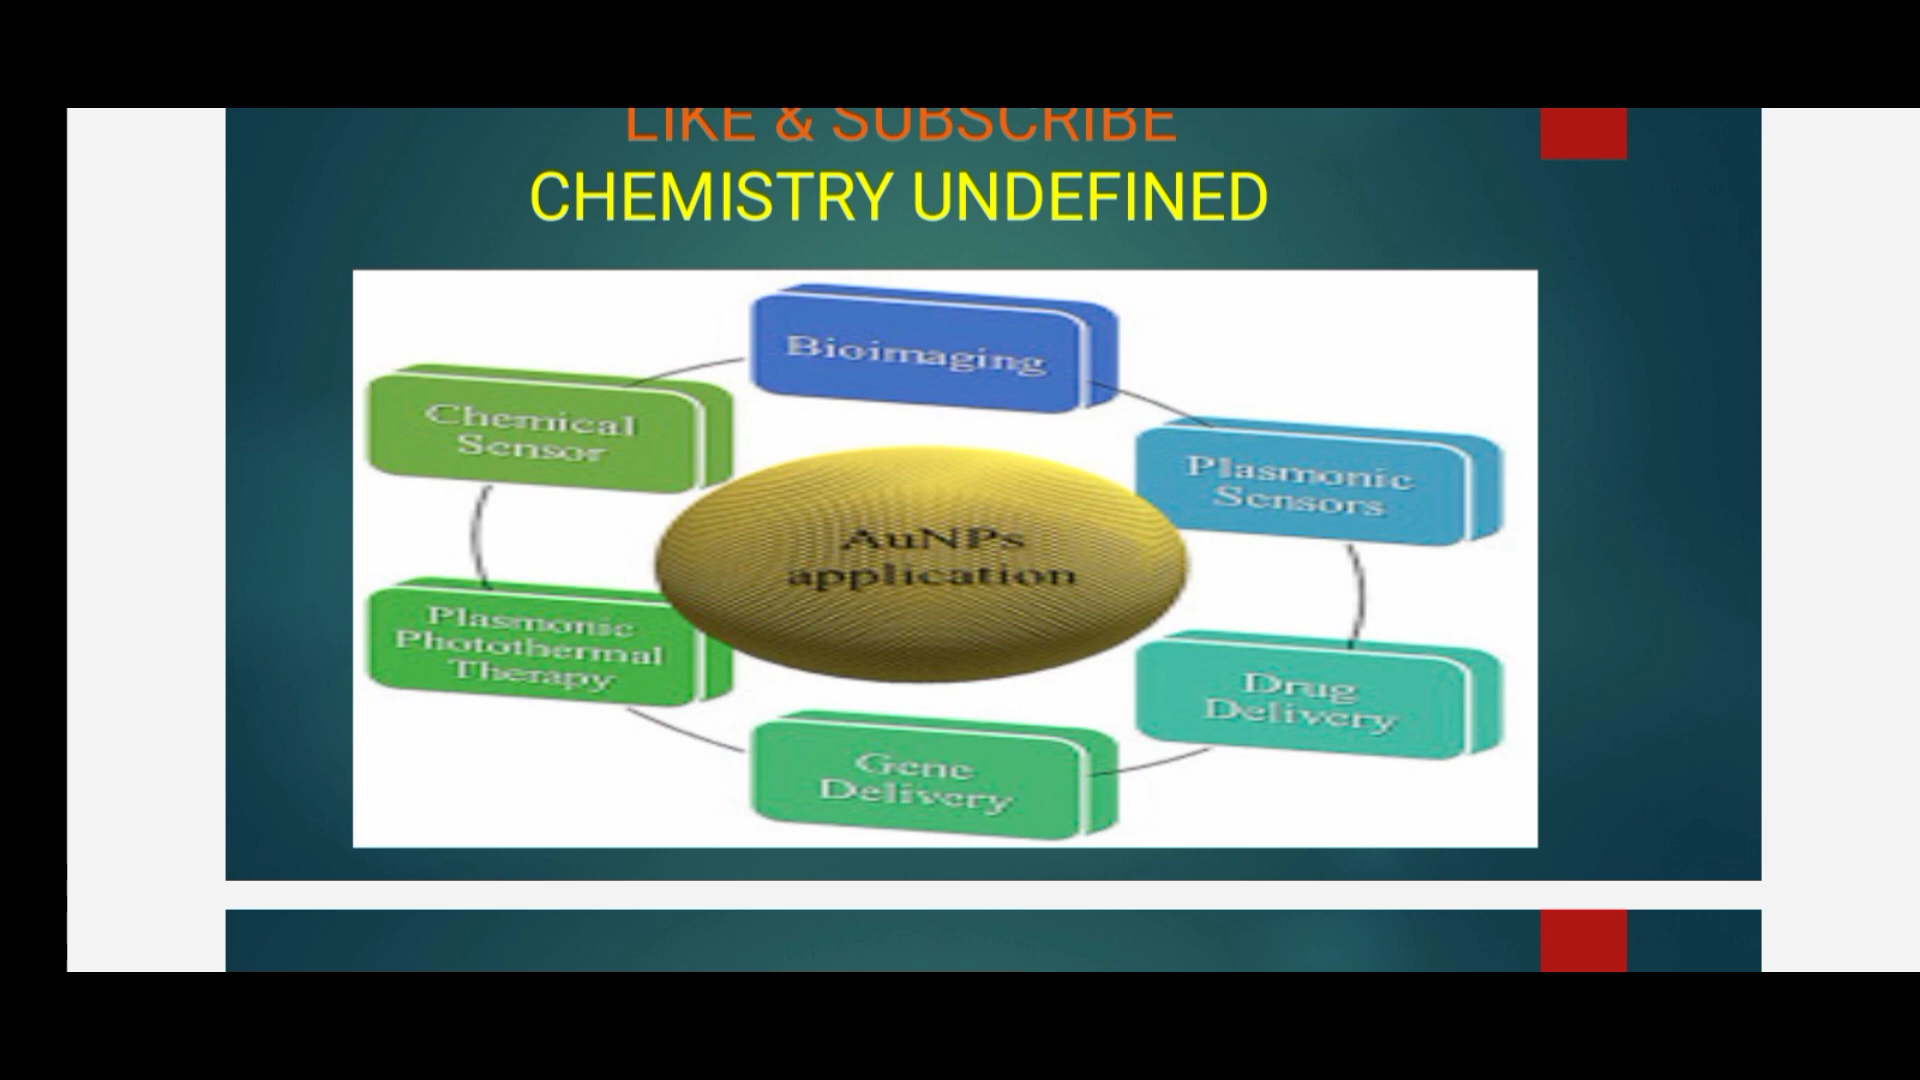 LIKE & SUBSCRIBE
CHEMISTRY UNDEFINED
Bioimaging
Chemical
Sensor
Plasmonic
Sensors
AuNPs
application
Plasmonic
Photothermal
Therapy
Drug
Delivery
Gene
Delivery